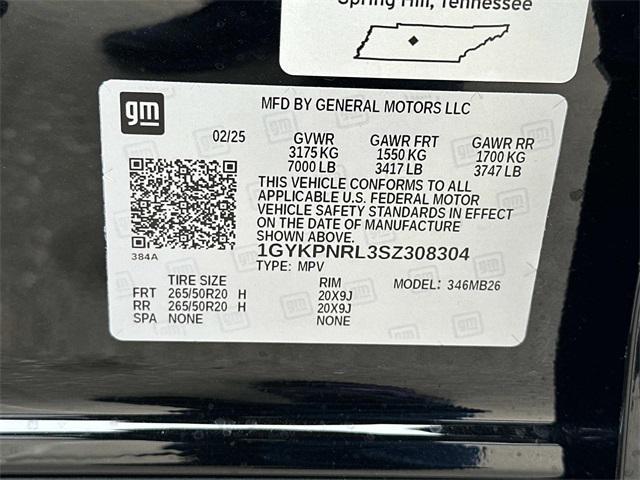 Spring Hill, Tennessee
gm
MFD BY GENERAL MOTORS LLC
02/25 GVWR GAWR FRT GAWR RR
3175 KG 1550 KG 1700 KG
7000 LB 3417 LB 3747 LB
THIS VEHICLE CONFORMS TO ALL
APPLICABLE U.S. FEDERAL MOTOR
VEHICLE SAFETY STANDARDS IN EFFECT
ON THE DATE OF MANUFACTURE
SHOWN ABOVE.
384A
1GYKPNRL3SZ308304
TYPE: MPV
TIRE SIZE RIM MODEL: 346MB26
FRT 265/50R20 H 20X9J
RR 265/50R20 H 20X9J
SPA NONE NONE